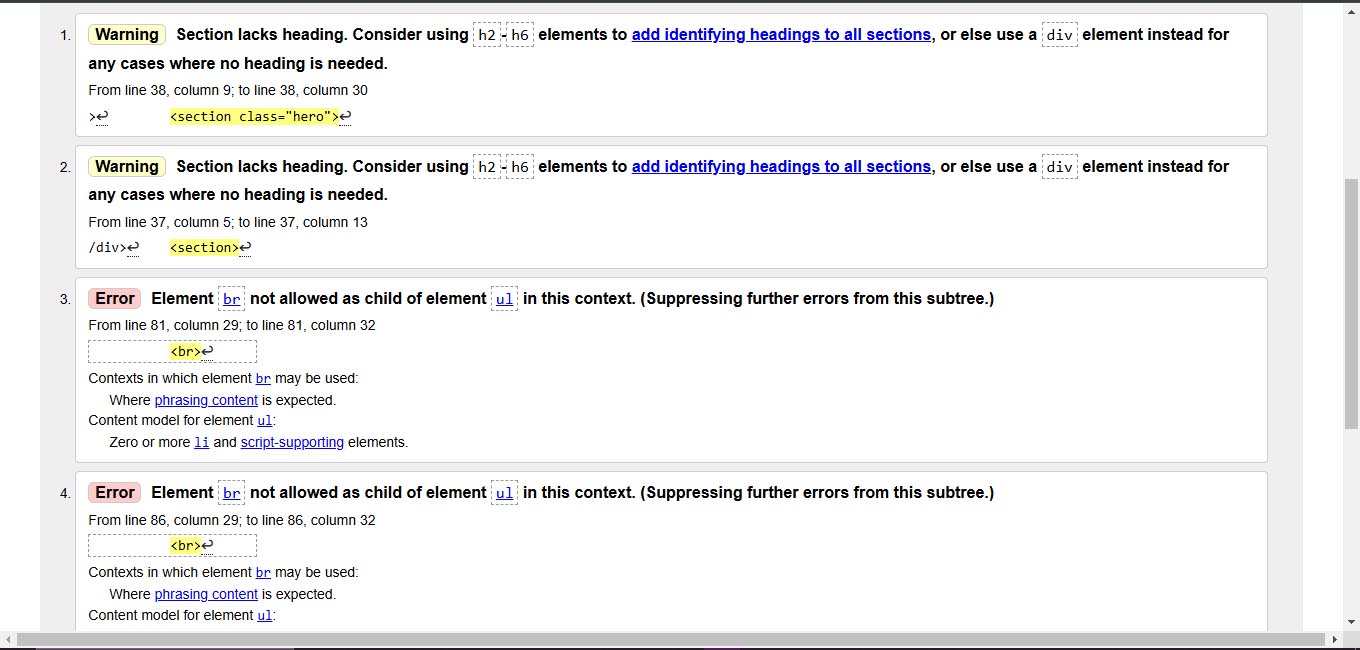 1. Warning Section lacks heading. Consider using h2-h6 elements to add identifying headings to all sections, or else use a div element instead for
any cases where no heading is needed.
From line 38, column 9; to line 38, column 30
>↩ <section class="hero">↩
2. Warning Section lacks heading. Consider using h2-h6 elements to add identifying headings to all sections, or else use a div element instead for
any cases where no heading is needed.
From line 37, column 5; to line 37, column 13
/div>↩ <section>↩
3. Error Element br not allowed as child of element ul in this context. (Suppressing further errors from this subtree.)
From line 81, column 29; to line 81, column 32
<br>↩
Contexts in which element br may be used:
Where phrasing content is expected.
Content model for element ul:
Zero or more li and script-supporting elements.
4. Error Element br not allowed as child of element ul in this context. (Suppressing further errors from this subtree.)
From line 86, column 29; to line 86, column 32
<br>↩
Contexts in which element br may be used:
Where phrasing content is expected.
Content model for element ul: